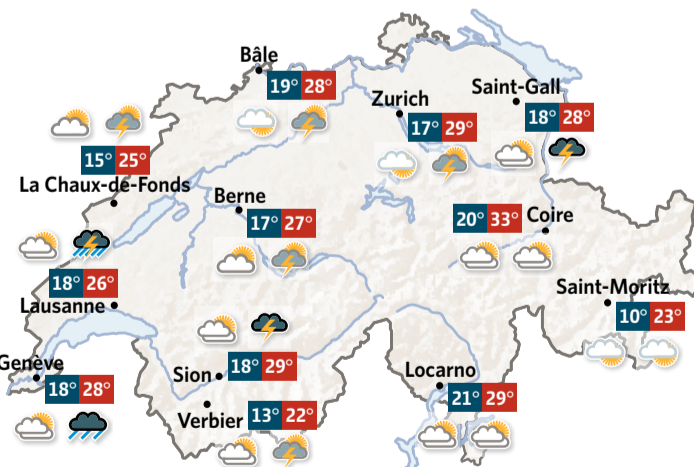 Bâle
19° 28°
Zurich
17° 29°
Saint-Gall
18° 28°
15° 25°
La Chaux-de-Fonds
Berne
17° 27°
20° 33° Coire
18° 26°
Lausanne
Saint-Moritz
10° 23°
Genève
18° 28°
Sion 18° 29°
Verbier 13° 22°
Locarno
21° 29°